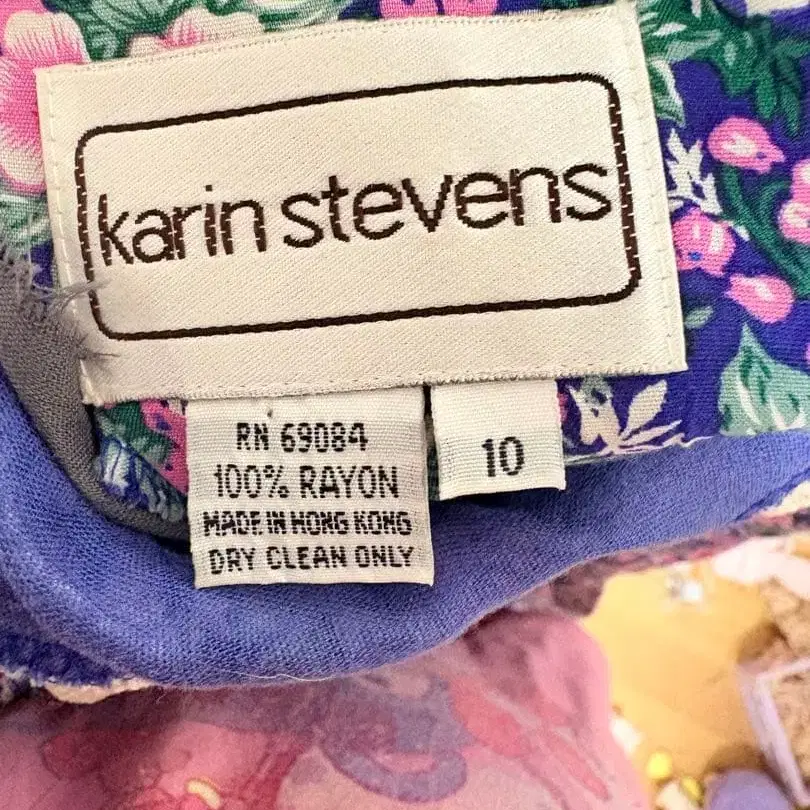 karin stevens
RN 69084
100% RAYON
MADE IN HONG KONG
DRY CLEAN ONLY
10